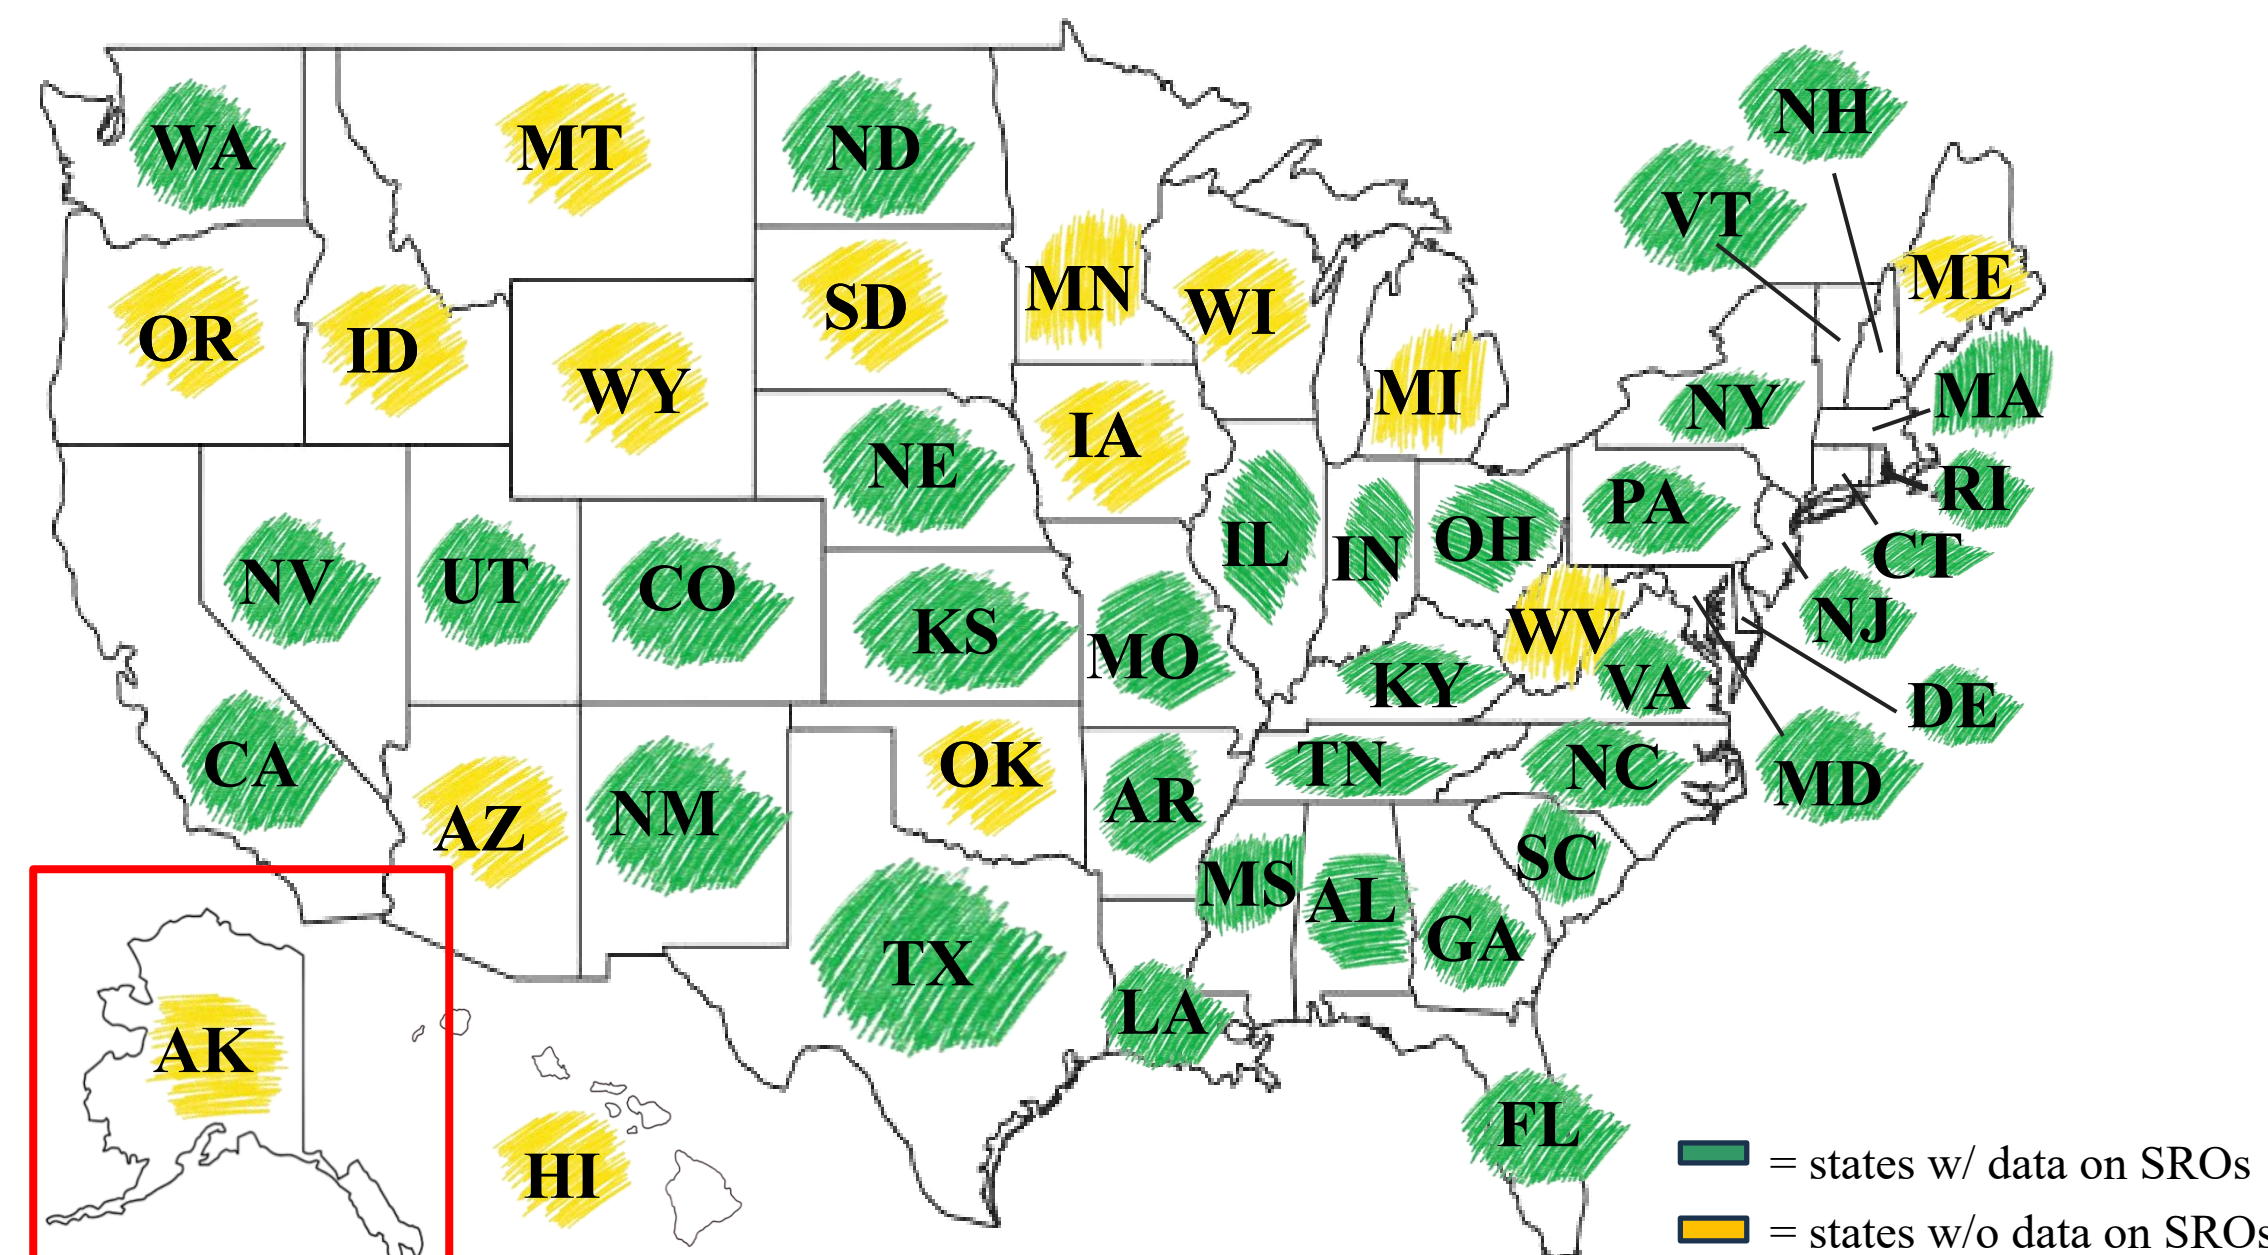 NH
WA
MT
ND
VT
MN
ME
SD
WI
OR
ID
WY
MI
NY
MA
IA
NE
PA
RI
IL
IN
OH
CT
NV
UT
CO
KS
MO
WV
NJ
KY
VA
DE
CA
OK
TN
NC
MD
NM
AZ
AR
SC
MS
AL
GA
TX
LA
AK
FL
HI
= states w/ data on SROs
= states w/o data on SROs